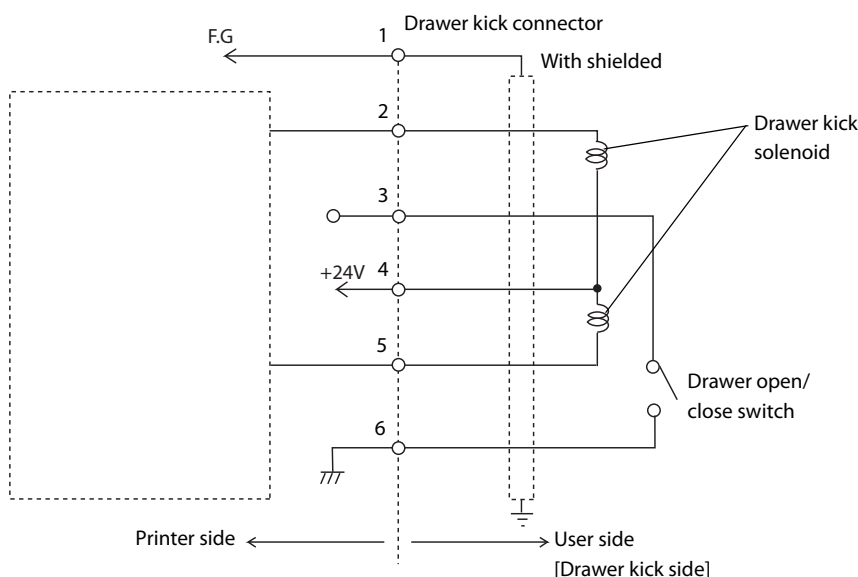 Drawer kick connector
F.G
1
With shielded
2
Drawer kick
solenoid
3
+24V
4
5
Drawer open/
close switch
6
Printer side
User side
[Drawer kick side]